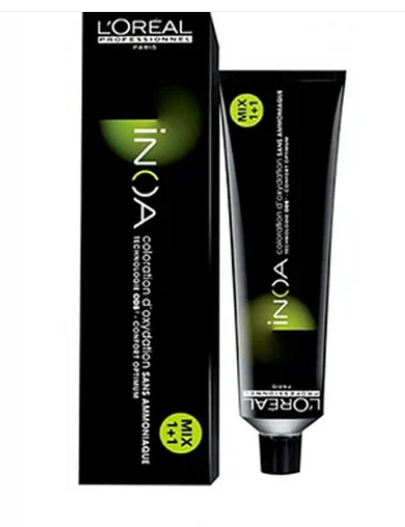 L'ORÉAL
PROFESSIONNEL
PARIS
iNOA
coloration d'oxydation SANS AMMONIAQUE
TECHNOLOGIE ODS² - CONFORT OPTIMUM
MIX
1+1
MIX
1+1
iNOA
coloration d'oxydation SANS AMMONIAQUE
TECHNOLOGIE ODS² - CONFORT OPTIMUM
L'ORÉAL
PROFESSIONNEL
PARIS